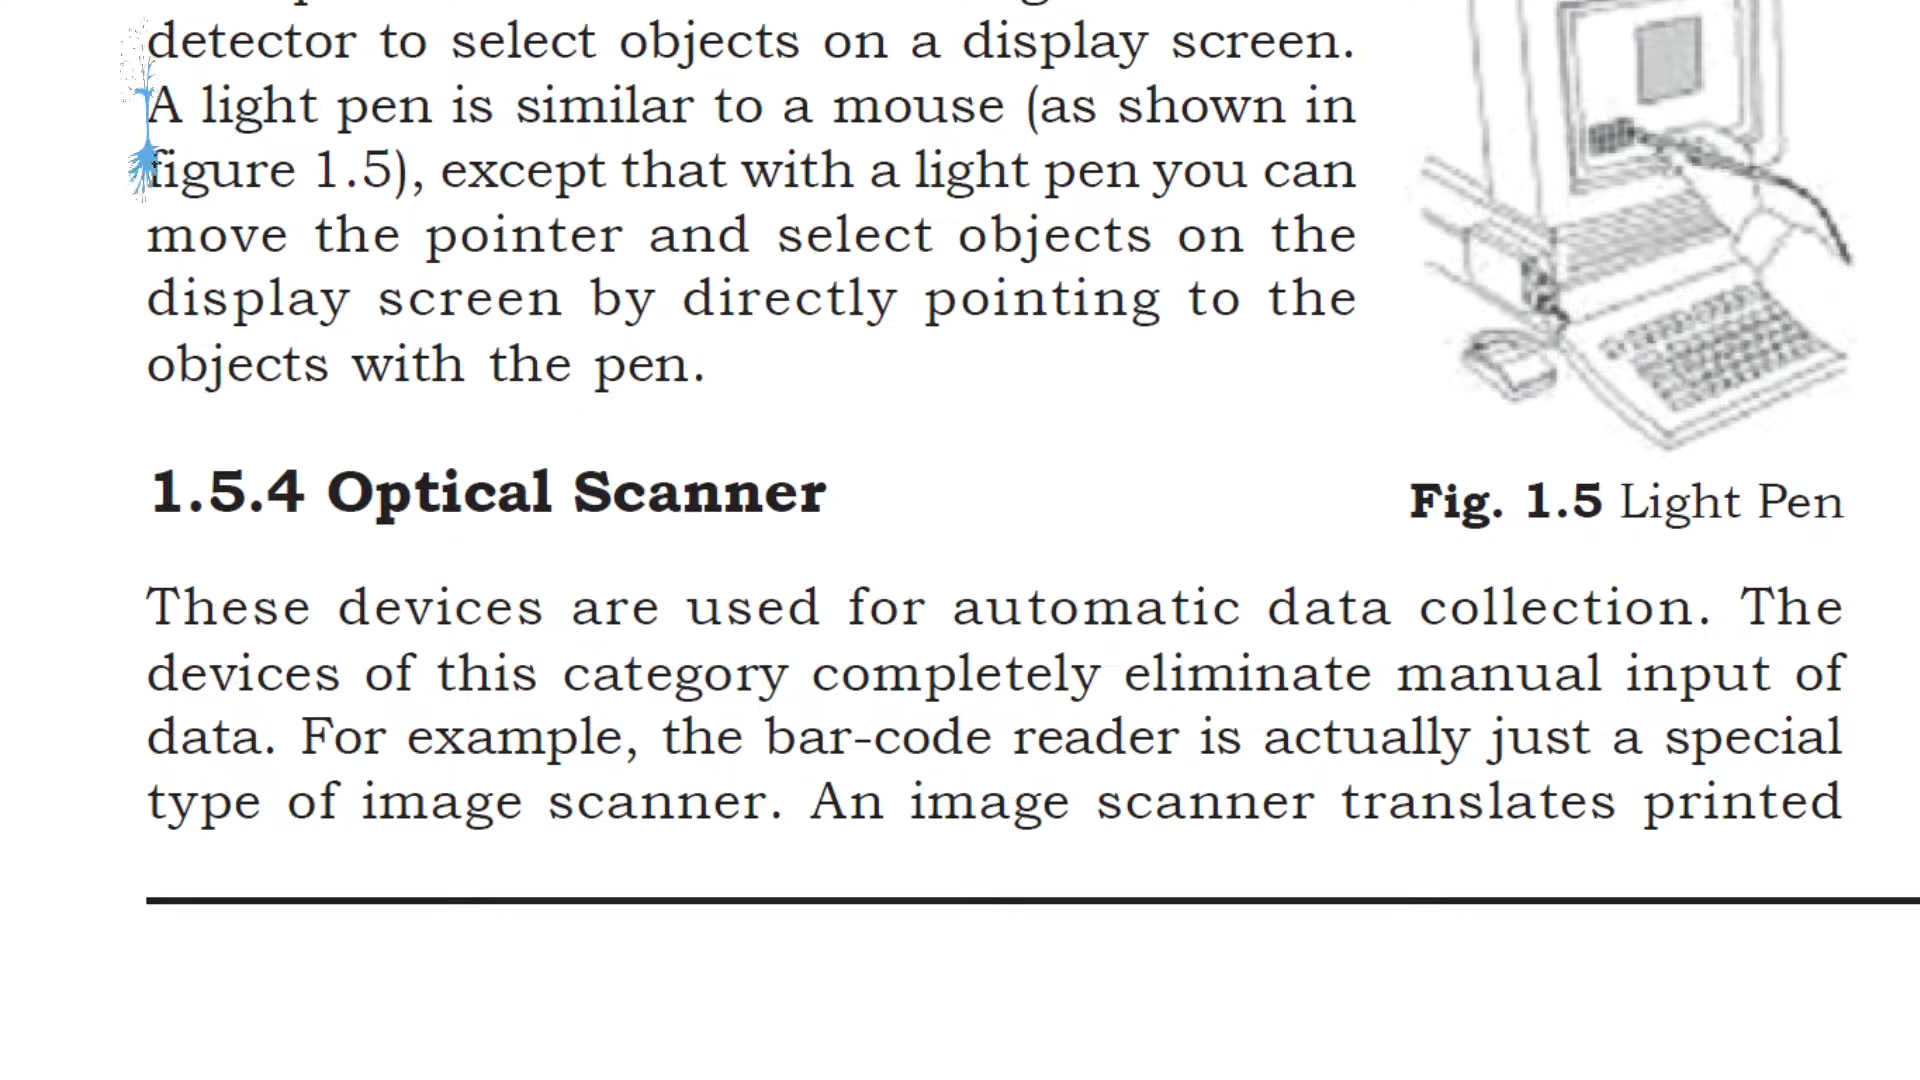 detector to select objects on a display screen.
A light pen is similar to a mouse (as shown in
figure 1.5), except that with a light pen you can
move the pointer and select objects on the
display screen by directly pointing to the
objects with the pen.
Fig. 1.5 Light Pen
1.5.4 Optical Scanner
These devices are used for automatic data collection. The
devices of this category completely eliminate manual input of
data. For example, the bar-code reader is actually just a special
type of image scanner. An image scanner translates printed